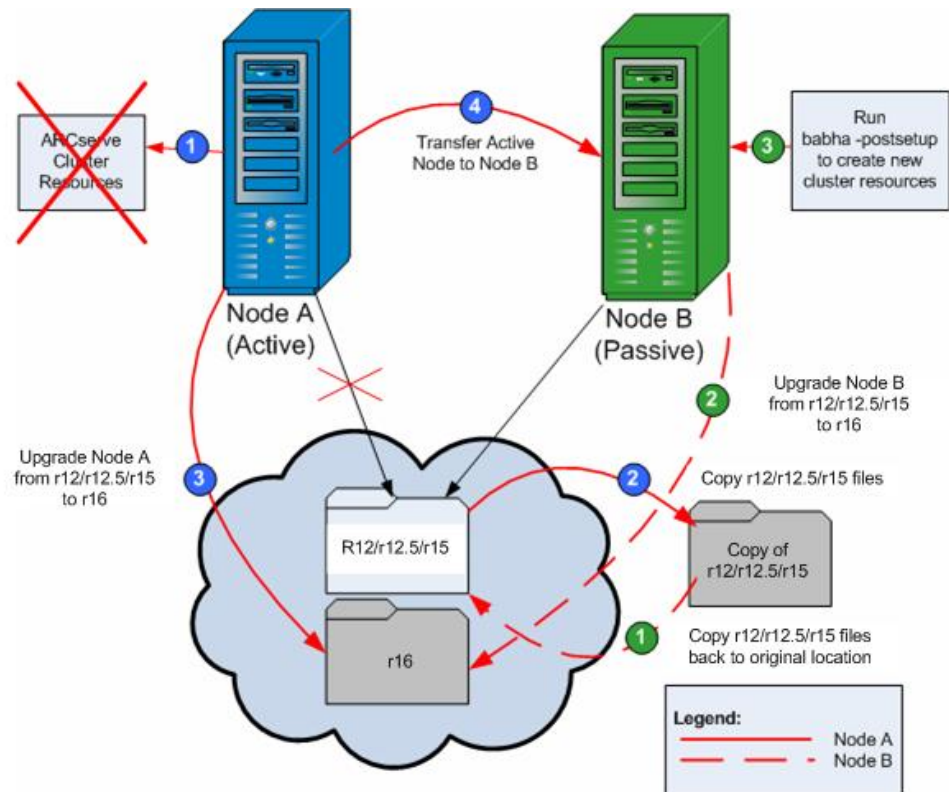 4
1
ARCserve
Cluster
Resources
Transfer Active
Node to Node B
3
Run
babha -postsetup
to create new
cluster resources
Node A
(Active)
Node B
(Passive)
2
Upgrade Node B
from r12/r12.5/r15
to r16
Upgrade Node A
from r12/r12.5/r15
to r16
3
2
Copy r12/r12.5/r15 files
R12/r12.5/r15
Copy of
r12/r12.5/r15
r16
1
Copy r12/r12.5/r15 files
back to original location
Legend:
Node A
Node B